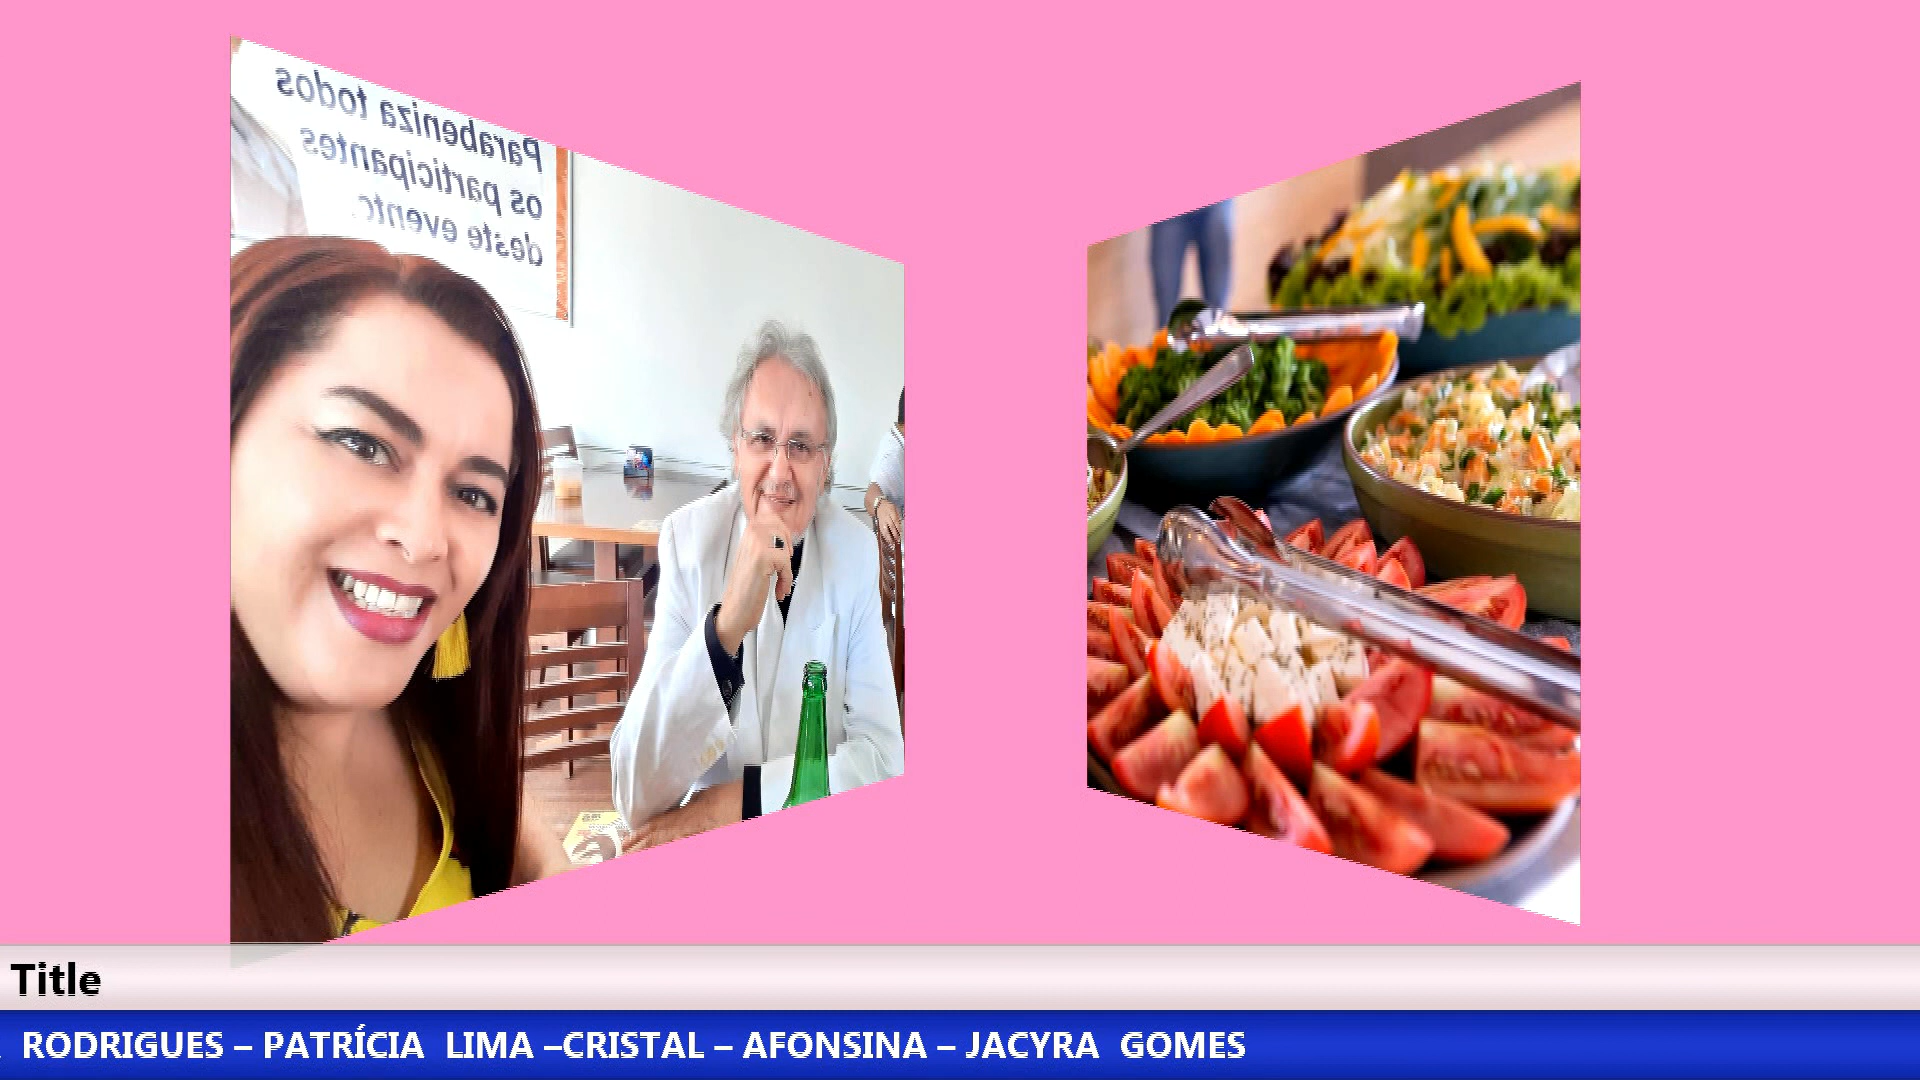 Parabeniza todos
os participantes
deste evento
Title
RODRIGUES – PATRÍCIA LIMA –CRISTAL – AFONSINA – JACYRA GOMES